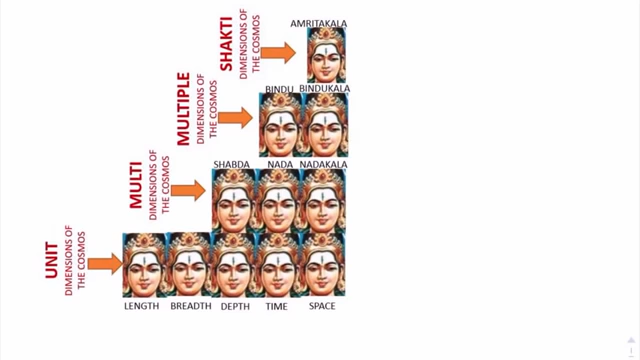 SHAKTI
DIMENSIONS OF
THE COSMOS
AMRITAKALA
MULTIPLE
DIMENSIONS OF
THE COSMOS
BINDU BINDUKALA
MULTI
DIMENSIONS OF
THE COSMOS
SHABDA NADA NADAKALA
UNIT
DIMENSIONS OF
THE COSMOS
LENGTH BREADTH DEPTH TIME SPACE